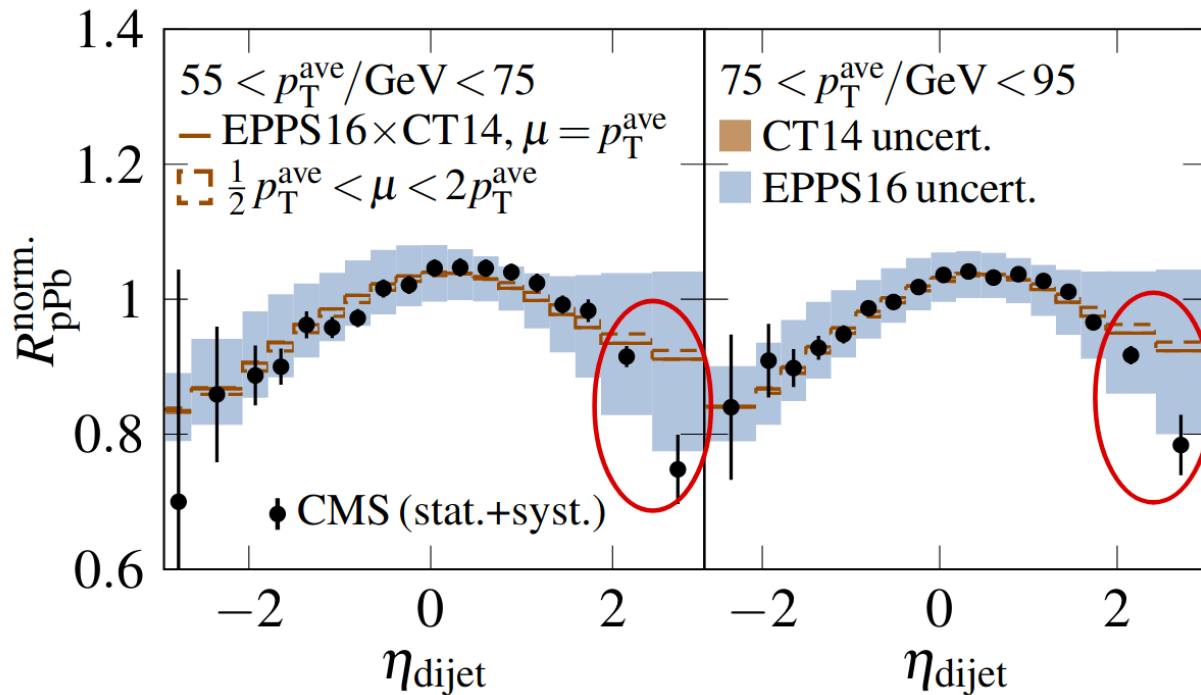 1.4
1.2
1
0.8
0.6
R_pPb^norm.
55 < p_T^ave/GeV < 75
EPPS16×CT14, μ = p_T^ave
1/2 p_T^ave < μ < 2p_T^ave
CMS (stat.+syst.)
75 < p_T^ave/GeV < 95
CT14 uncert.
EPPS16 uncert.
−2 0 2 −2 0 2
η_dijet η_dijet